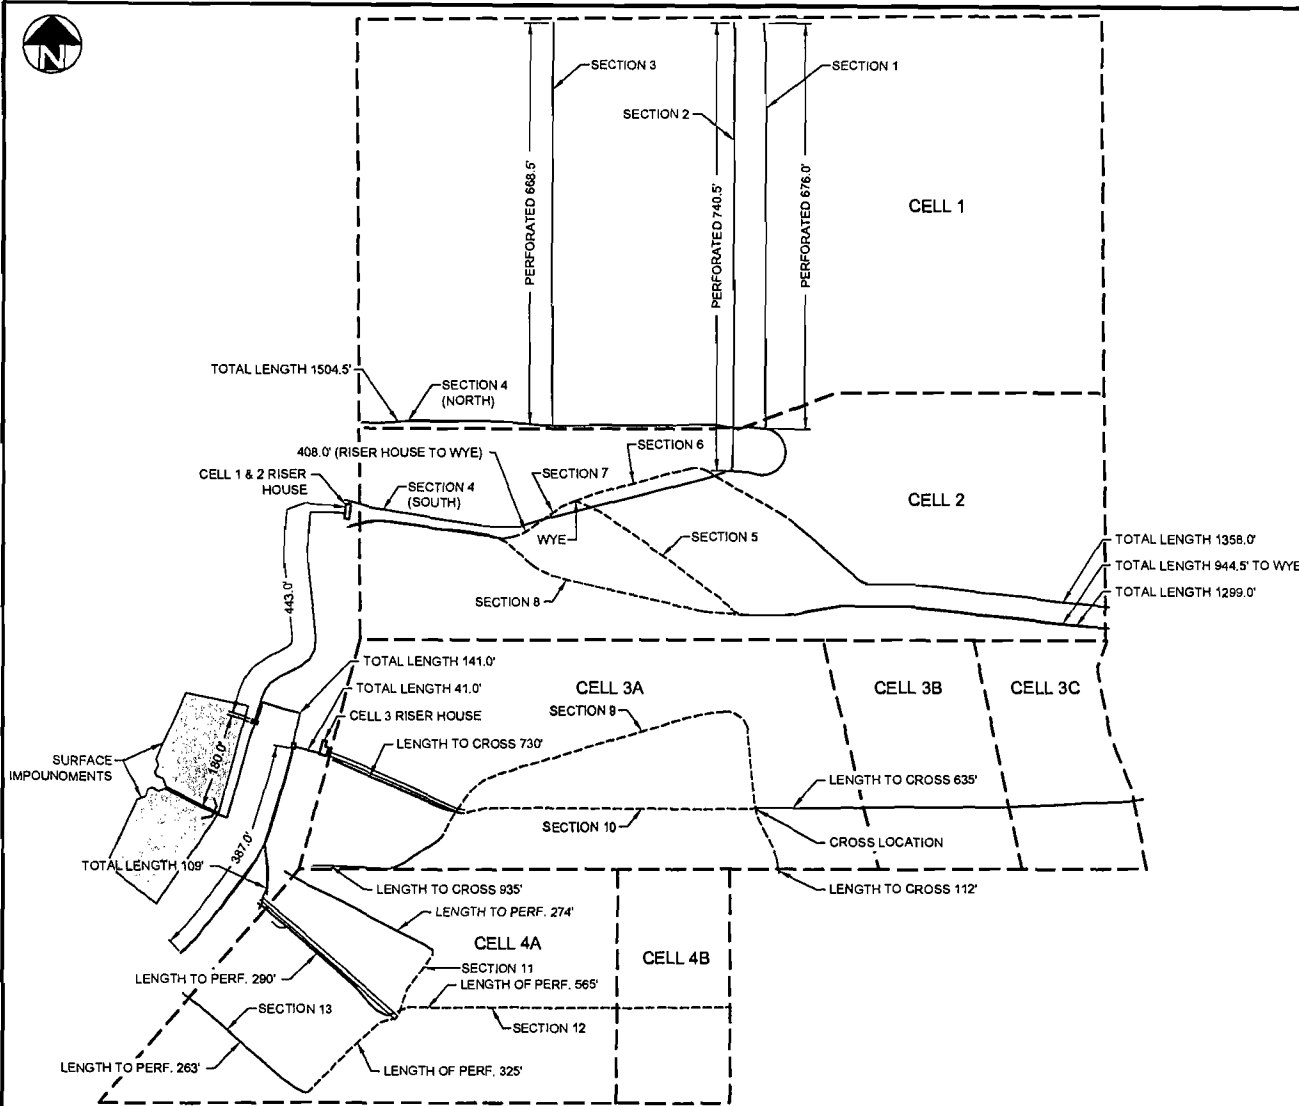 N
SECTION 3
SECTION 1
SECTION 2
PERFORATED 668.5'
PERFORATED 740.5'
PERFORATED 676.0'
CELL 1
TOTAL LENGTH 1504.5'
SECTION 4
(NORTH)
408.0' (RISER HOUSE TO WYE)
SECTION 6
CELL 1 & 2 RISER
HOUSE
SECTION 7
SECTION 4
(SOUTH)
CELL 2
WYE
SECTION 5
TOTAL LENGTH 1358.0'
TOTAL LENGTH 944.5' TO WYE
TOTAL LENGTH 1299.0'
443.0'
SECTION 8
TOTAL LENGTH 141.0'
TOTAL LENGTH 41.0'
CELL 3A
CELL 3B
CELL 3C
SECTION 9
CELL 3 RISER HOUSE
LENGTH TO CROSS 730'
SURFACE
IMPOUNOMENTS
180.0'
LENGTH TO CROSS 635'
SECTION 10
CROSS LOCATION
387.0'
TOTAL LENGTH 109'
LENGTH TO CROSS 935'
LENGTH TO CROSS 112'
LENGTH TO PERF. 274'
CELL 4A
CELL 4B
SECTION 11
LENGTH TO PERF. 290'
LENGTH OF PERF. 565'
SECTION 13
SECTION 12
LENGTH TO PERF. 263'
LENGTH OF PERF. 325'